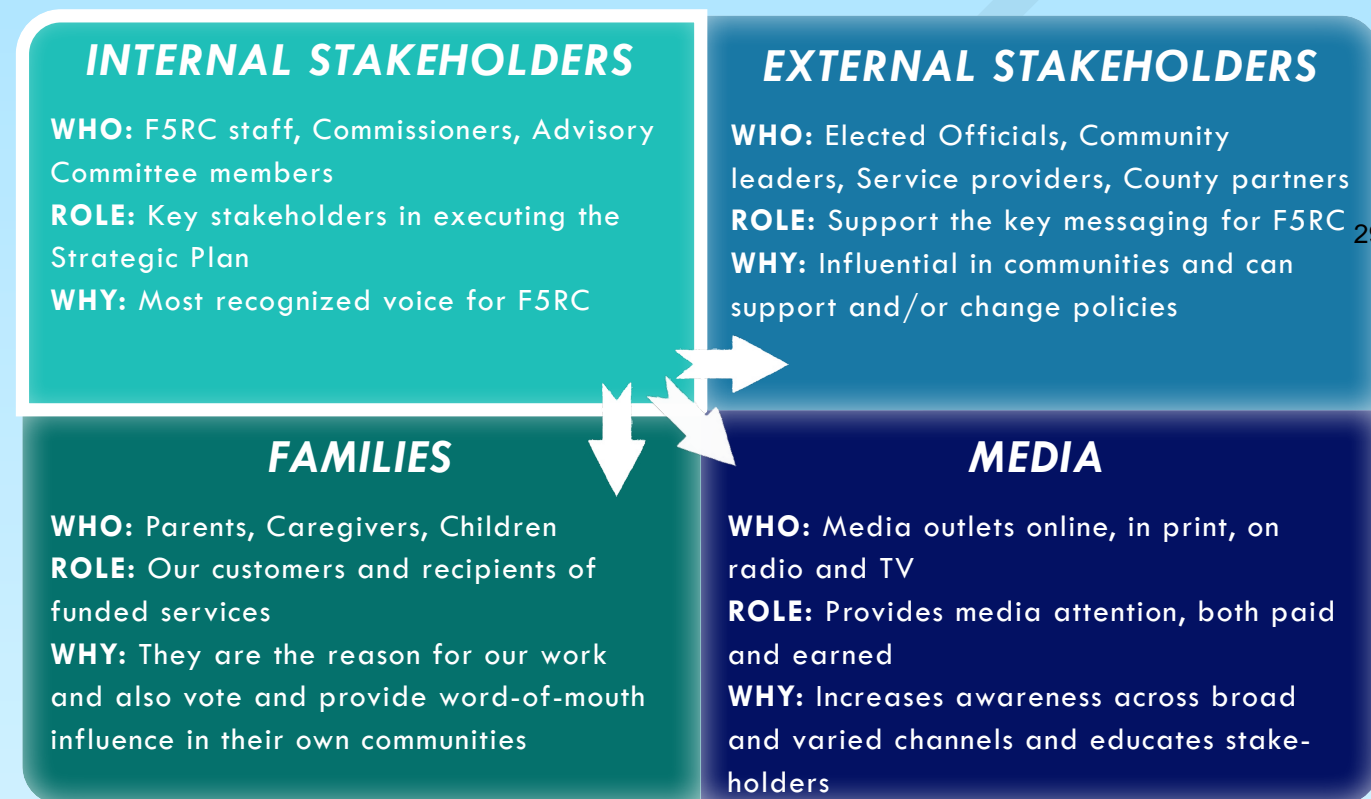 INTERNAL STAKEHOLDERS
WHO: F5RC staff, Commissioners, Advisory
Committee members
ROLE: Key stakeholders in executing the
Strategic Plan
WHY: Most recognized voice for F5RC
EXTERNAL STAKEHOLDERS
WHO: Elected Officials, Community
leaders, Service providers, County partners
ROLE: Support the key messaging for F5RC
WHY: Influential in communities and can
support and/or change policies
FAMILIES
WHO: Parents, Caregivers, Children
ROLE: Our customers and recipients of
funded services
WHY: They are the reason for our work
and also vote and provide word-of-mouth
influence in their own communities
MEDIA
WHO: Media outlets online, in print, on
radio and TV
ROLE: Provides media attention, both paid
and earned
WHY: Increases awareness across broad
and varied channels and educates stake-
holders